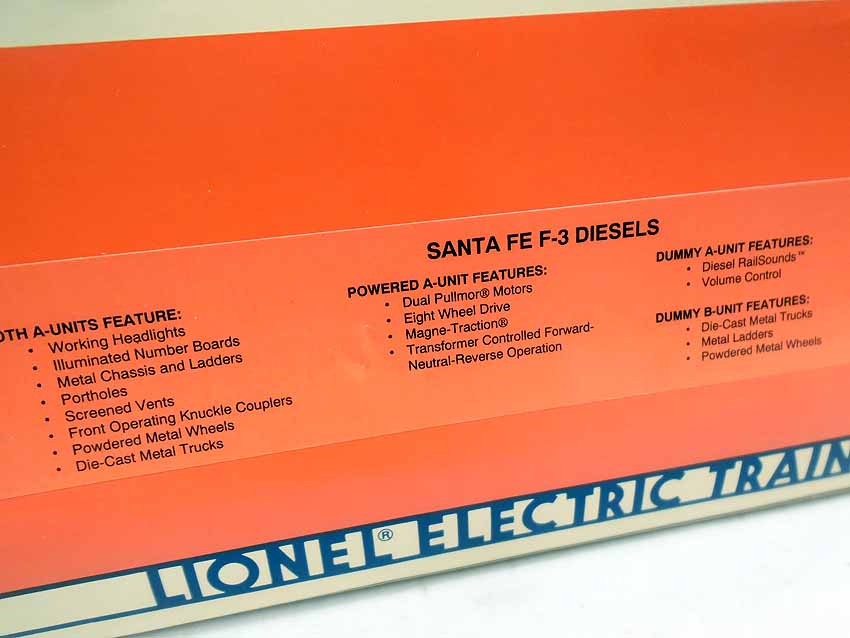 SANTA FE F-3 DIESELS
A-UNITS FEATURE:
• Working Headlights
• Illuminated Number Boards
• Metal Chassis and Ladders
• Portholes
• Screened Vents
• Front Operating Knuckle Couplers
• Powdered Metal Wheels
• Die-Cast Metal Trucks
POWERED A-UNIT FEATURES:
• Dual Pullmor® Motors
• Eight Wheel Drive
• Magne-Traction®
• Transformer Controlled Forward-
Neutral-Reverse Operation
DUMMY A-UNIT FEATURES:
• Diesel RailSounds™
• Volume Control
DUMMY B-UNIT FEATURES:
• Die-Cast Metal Trucks
• Metal Ladders
• Powdered Metal Wheels
LIONEL® ELECTRIC TRAIN